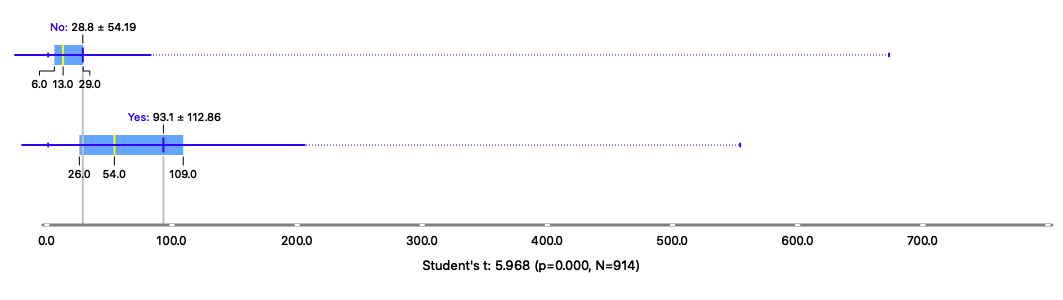 No: 28.8 ± 54.19
6.0 13.0 29.0
Yes: 93.1 ± 112.86
26.0 54.0 109.0
0.0 100.0 200.0 300.0 400.0 500.0 600.0 700.0
Student's t: 5.968 (p=0.000, N=914)